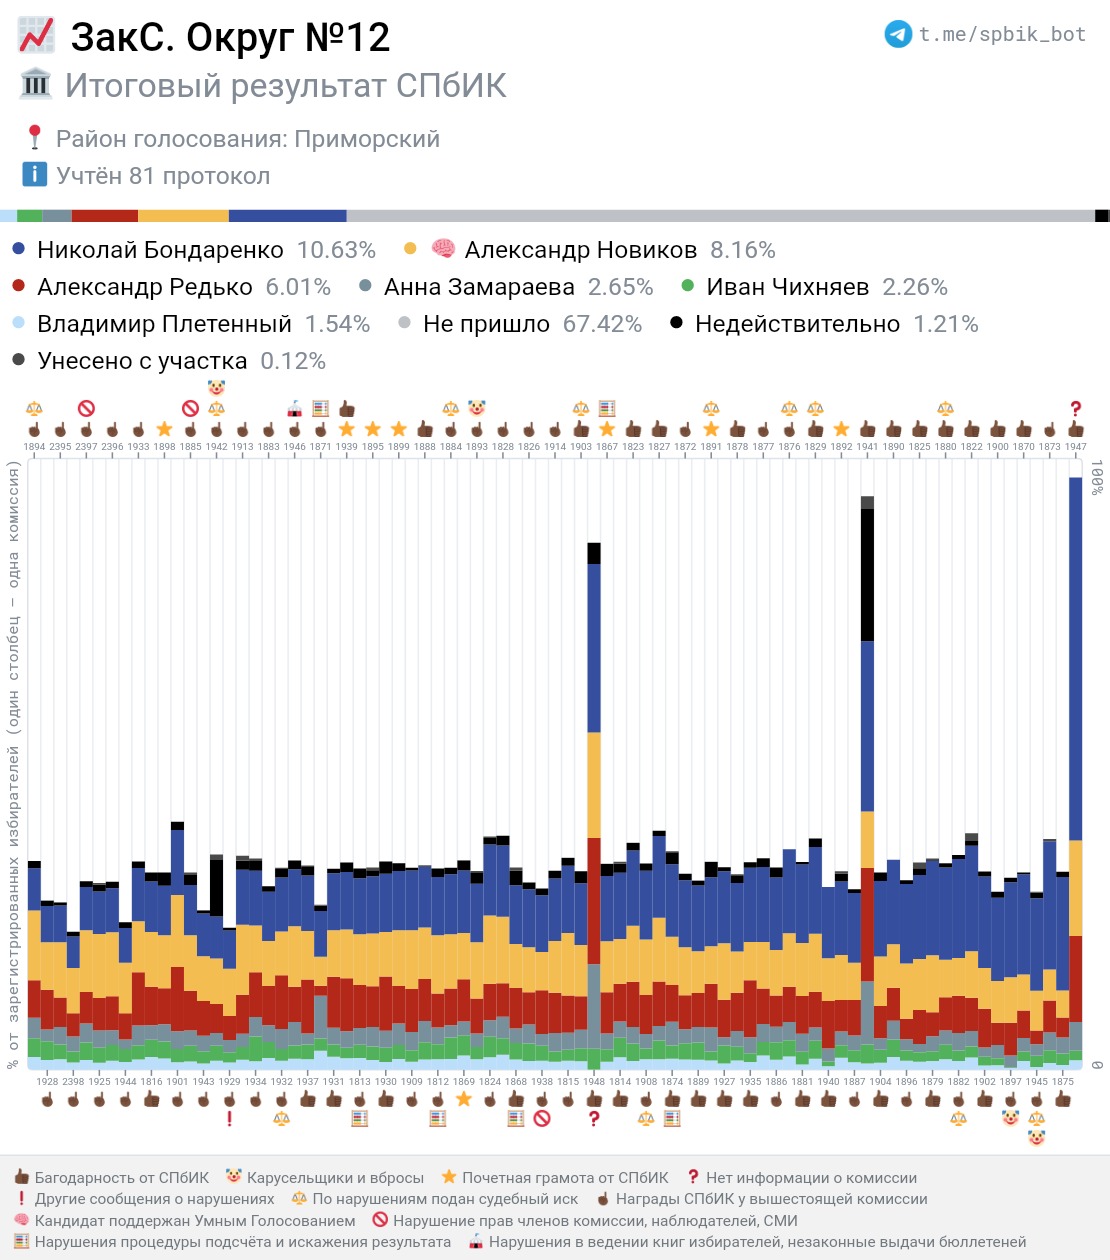 ЗакС. Округ №12
t.me/spbik_bot
Итоговый результат СПбИК
Район голосования: Приморский
Учтён 81 протокол
Николай Бондаренко 10.63% Александр Новиков 8.16%
Александр Редько 6.01% Анна Замараева 2.65% Иван Чихняев 2.26%
Владимир Плетенный 1.54% Не пришло 67.42% Недействительно 1.21%
Унесено с участка 0.12%
1894 2395 2397 2396 1933 1898 1885 1942 1913 1883 1946 1871 1939 1895 1899 1888 1884 1893 1828 1826 1914 1903 1867 1823 1827 1872 1891 1878 1877 1876 1829 1892 1941 1890 1825 1880 1822 1900 1870 1873 1947
% от зарегистрированных избирателей (один столбец – одна комиссия)
100%
0
1928 2398 1925 1944 1816 1901 1943 1929 1934 1932 1937 1931 1813 1930 1909 1812 1869 1824 1868 1938 1815 1948 1814 1908 1874 1889 1927 1935 1886 1881 1940 1887 1904 1896 1879 1882 1902 1897 1945 1875
Багодарность от СПбИК Карусельщики и вбросы Почетная грамота от СПбИК Нет информации о комиссии
Другие сообщения о нарушениях По нарушениям подан судебный иск Награды СПбИК у вышестоящей комиссии
Кандидат поддержан Умным Голосованием Нарушение прав членов комиссии, наблюдателей, СМИ
Нарушения процедуры подсчёта и искажения результата Нарушения в ведении книг избирателей, незаконные выдачи бюллетеней